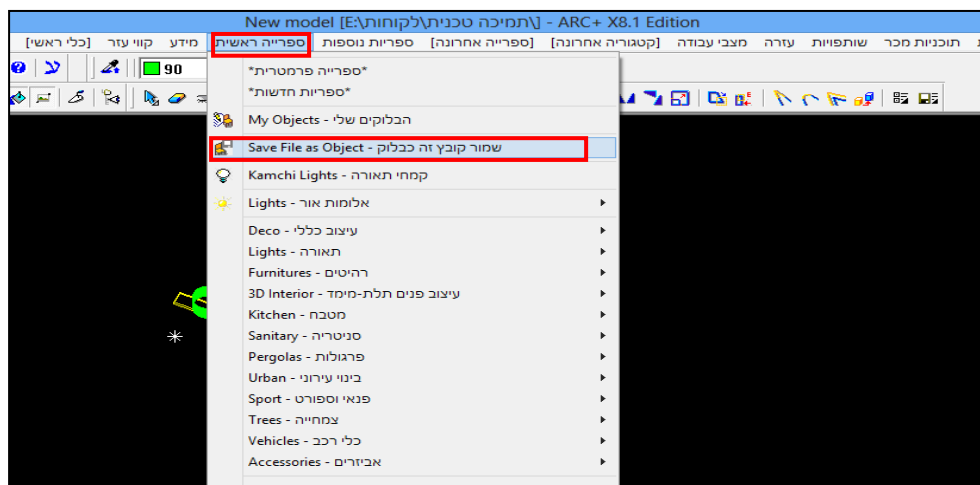 New model [E:\תמיכה טכנית\לקוחות\] - ARC+ X8.1 Edition
[כלי ראשי] קווי עזר מידע ספרייה ראשית ספריות נוספות [ספרייה אחרונה] [קטגוריה אחרונה] מצבי עבודה עזרה שותפויות תוכניות מכר
90
*ספרייה פרמטרית*
*ספריות חדשות*
My Objects - הבלוקים שלי
Save File as Object - שמור קובץ זה כבלוק
Kamchi Lights - קמחי תאורה
Lights - אלומות אור
Deco - עיצוב כללי
Lights - תאורה
Furnitures - רהיטים
3D Interior - עיצוב פנים תלת-מימד
Kitchen - מטבח
Sanitary - סניטריה
Pergolas - פרגולות
Urban - בינוי עירוני
Sport - פנאי וספורט
Trees - צמחייה
Vehicles - כלי רכב
Accessories - אביזרים